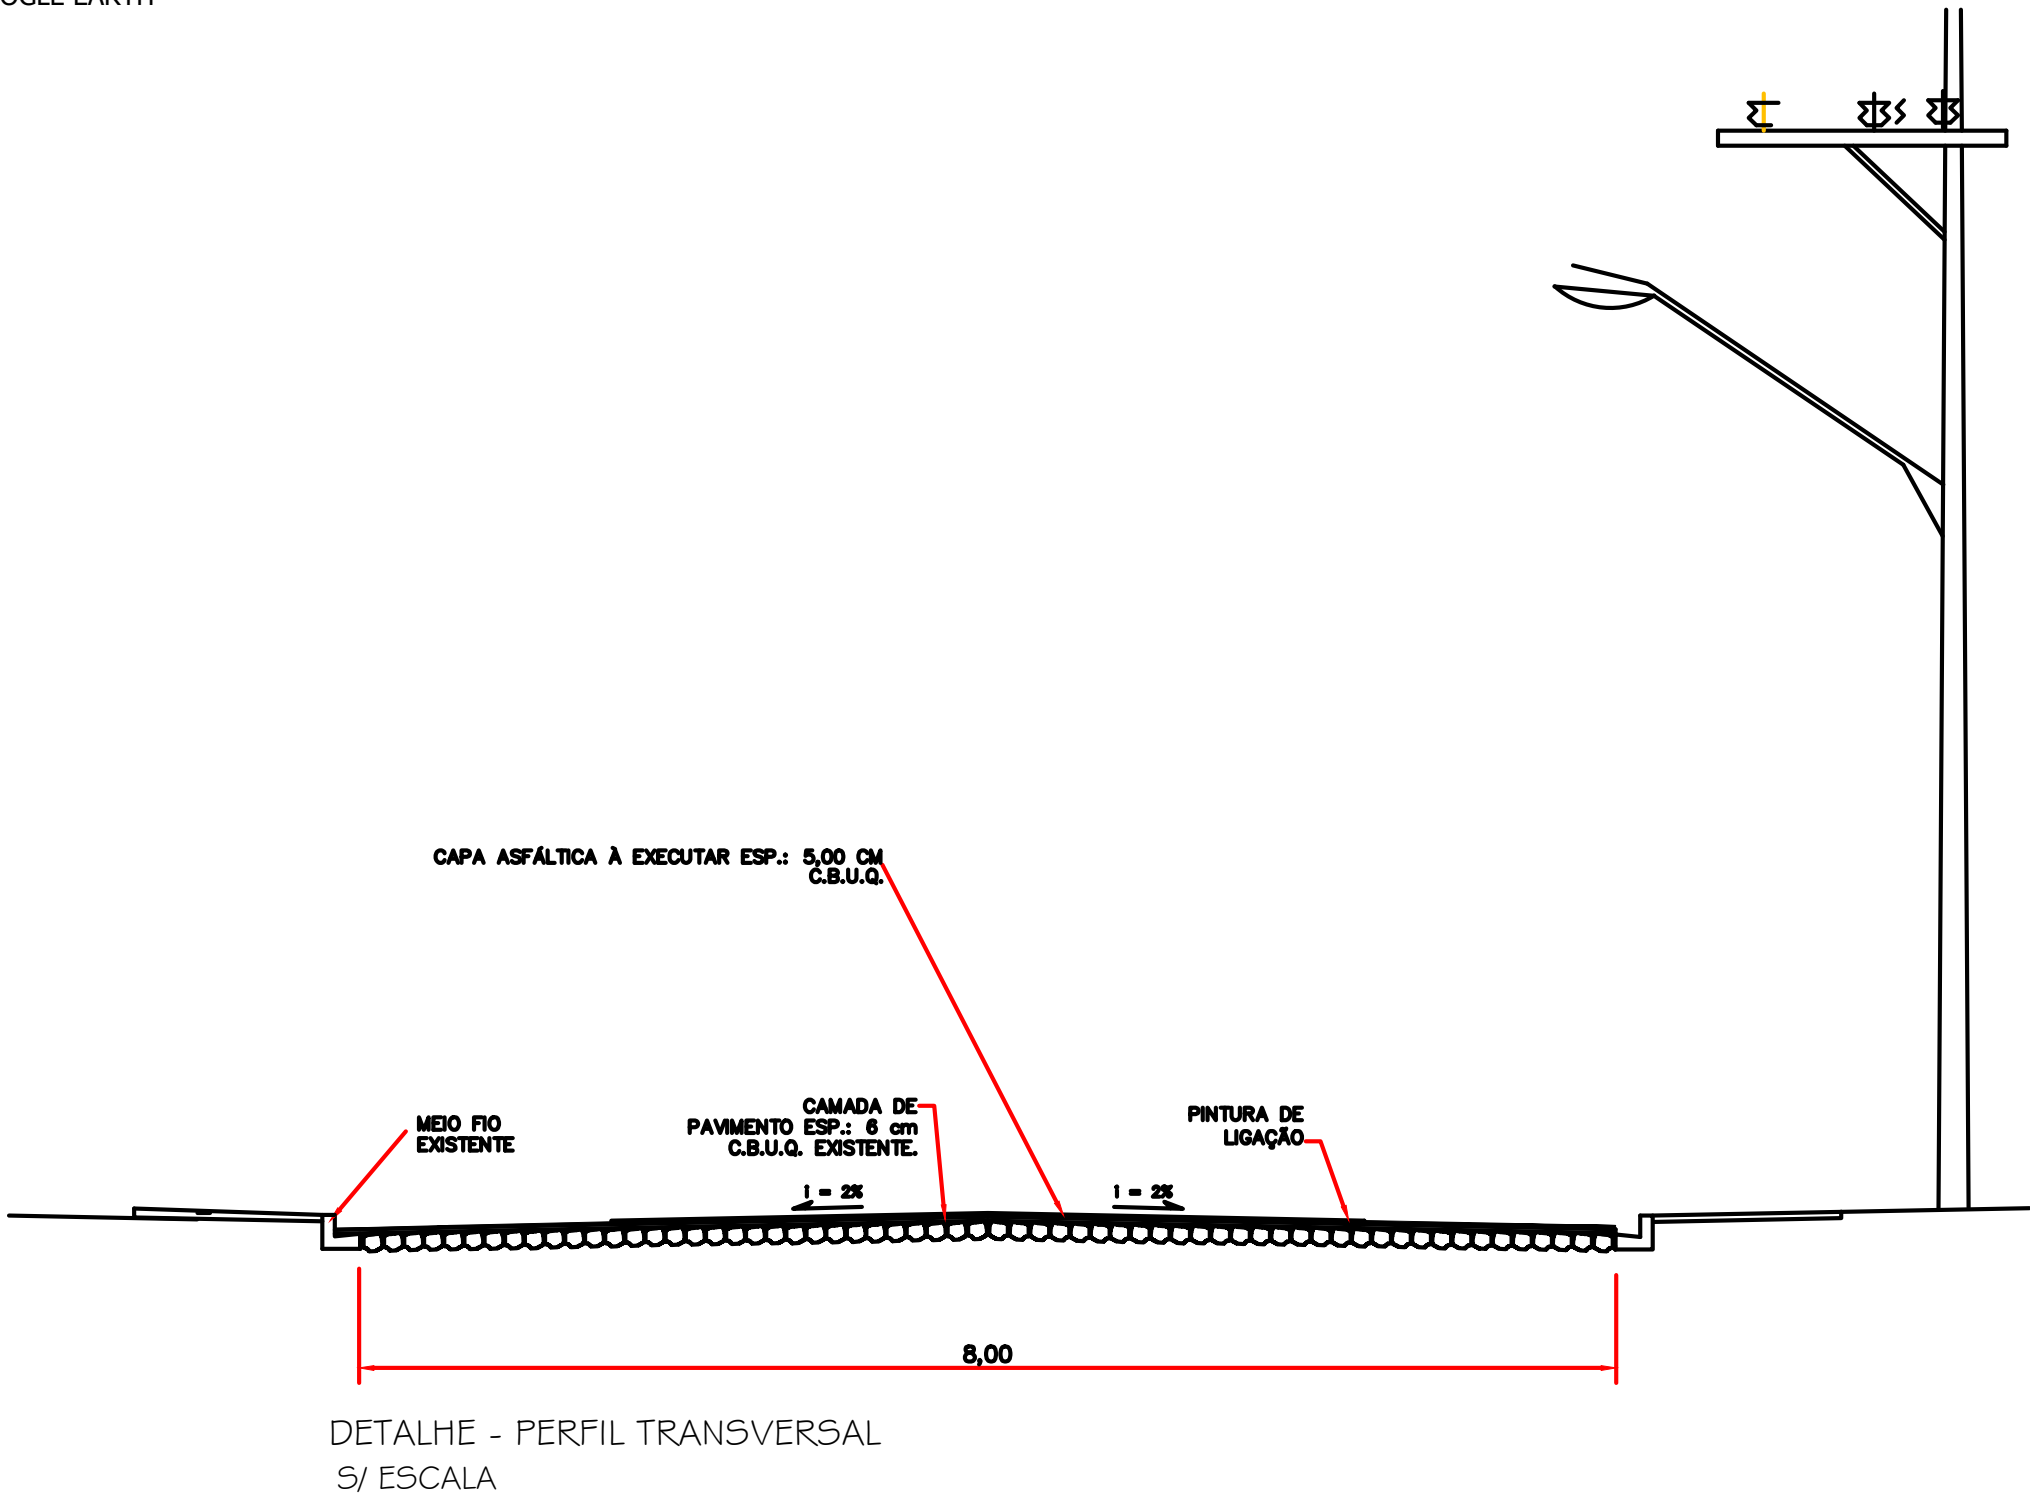 CAPA ASFÁLTICA À EXECUTAR ESP.: 5,00 CM
C.B.U.Q.
MEIO FIO
EXISTENTE
CAMADA DE
PAVIMENTO ESP.: 6 cm
C.B.U.Q. EXISTENTE.
PINTURA DE
LIGAÇÃO
i = 2%
i = 2%
8,00
DETALHE - PERFIL TRANSVERSAL
S/ ESCALA